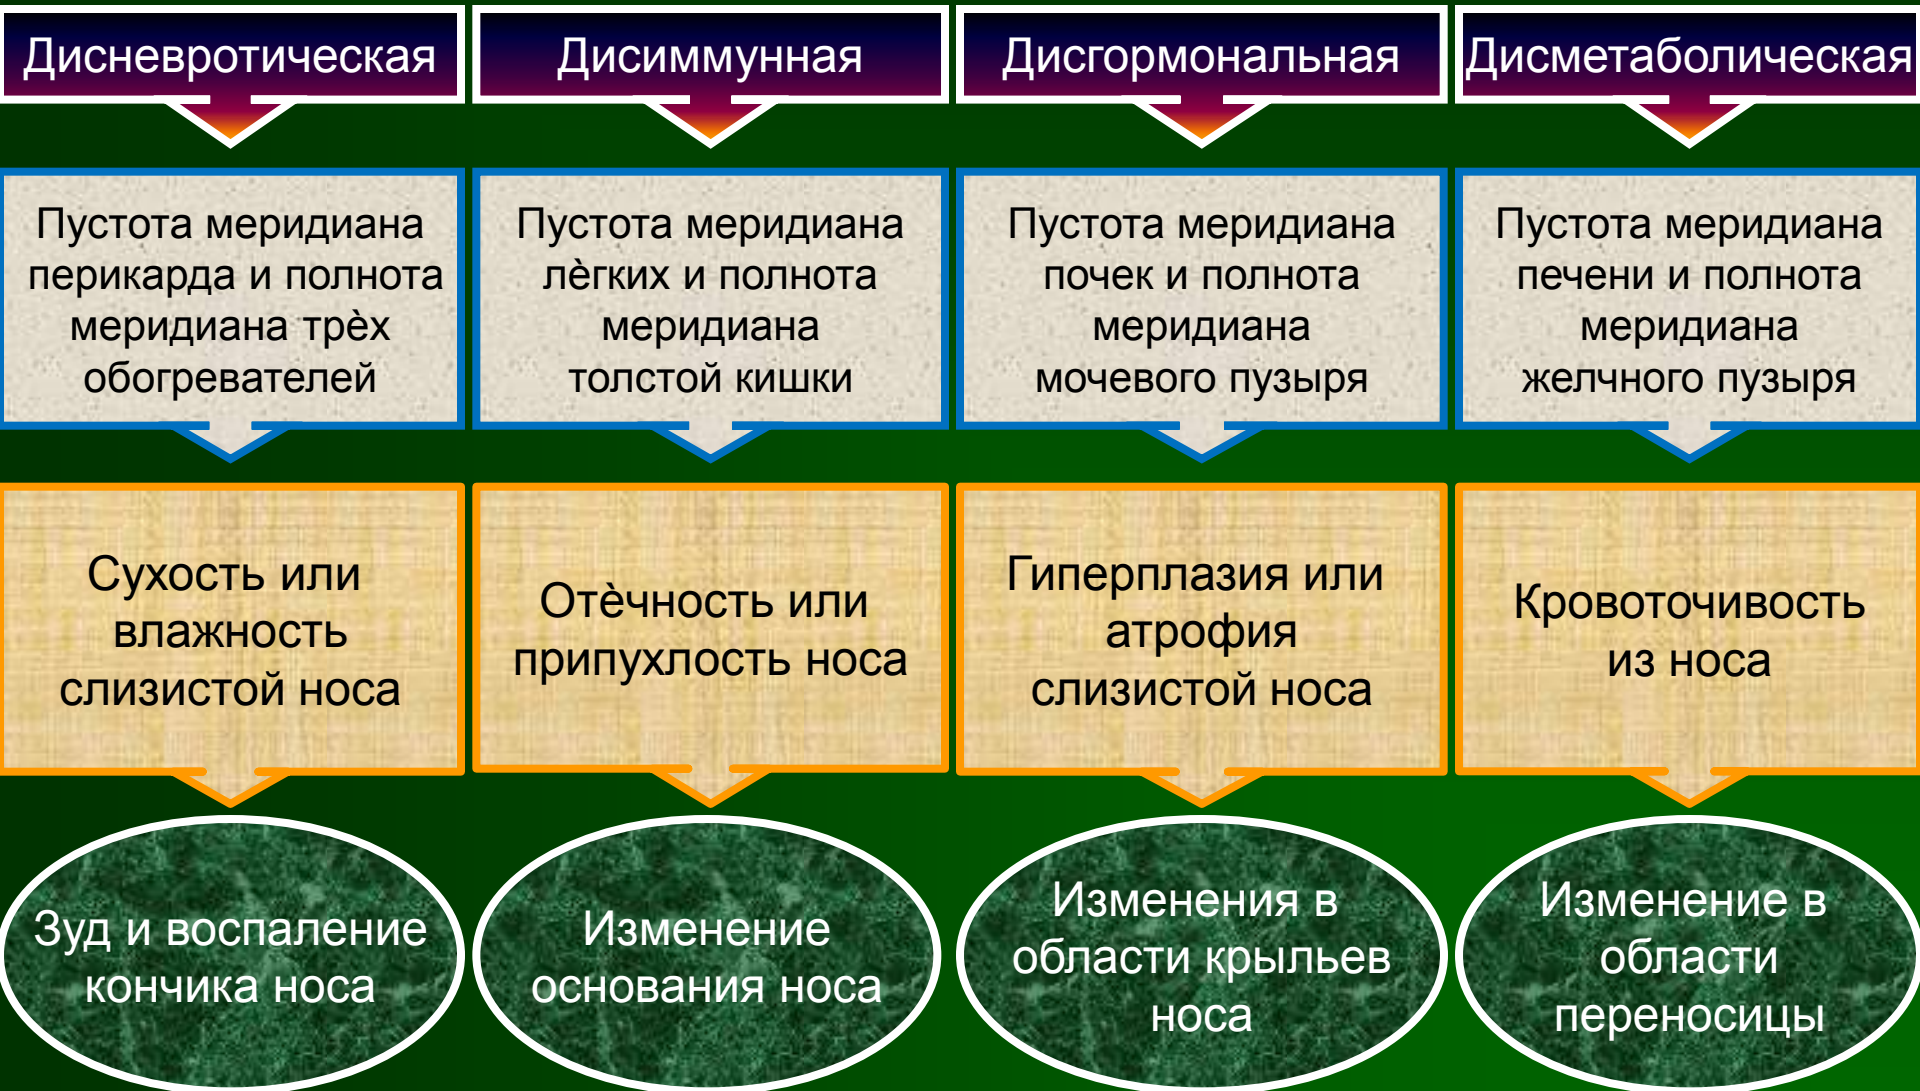 Дисневротическая
Дисиммунная
Дисгормональная
Дисметаболическая
Пустота меридиана
перикарда и полнота
меридиана трѐх
обогревателей
Пустота меридиана
лѐгких и полнота
меридиана
толстой кишки
Пустота меридиана
почек и полнота
меридиана
мочевого пузыря
Пустота меридиана
печени и полнота
меридиана
желчного пузыря
Сухость или
влажность
слизистой носа
Отѐчность или
припухлость носа
Гиперплазия или
атрофия
слизистой носа
Кровоточивость
из носа
Зуд и воспаление
кончика носа
Изменение
основания носа
Изменения в
области крыльев
носа
Изменение в
области
переносицы